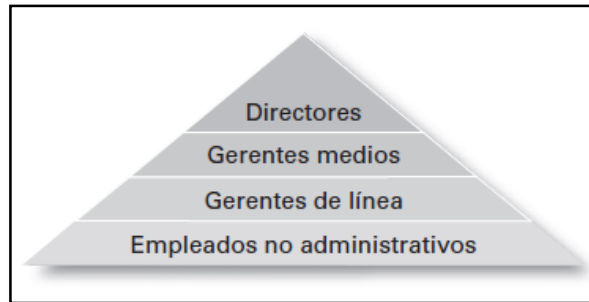 Directores
Gerentes medios
Gerentes de línea
Empleados no administrativos